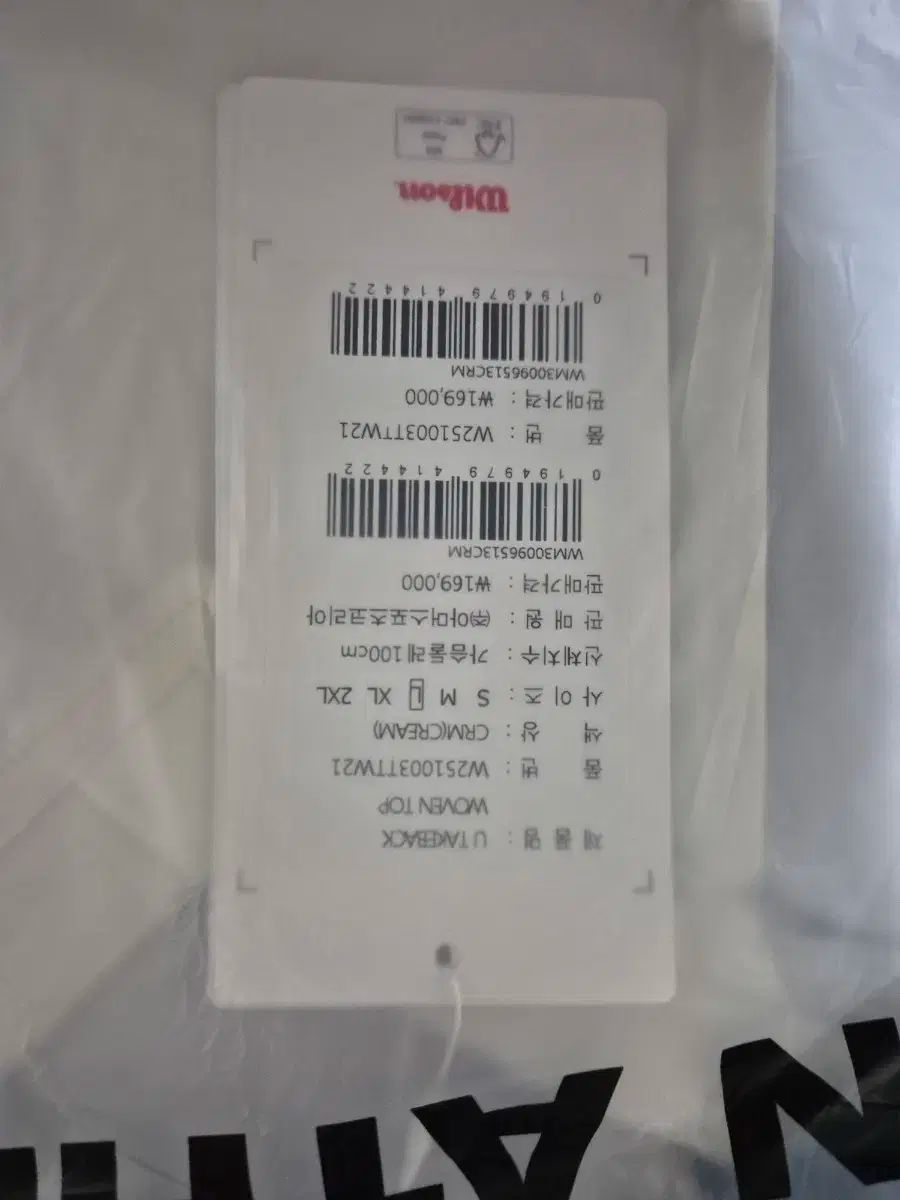 제 품 명 : U TAKEBACK
WOVEN TOP
품 번 : W251003TTW21
색 상 : CRM(CREAM)
사 이 즈 : S M L XL 2XL
신체치수 : 가슴둘레 100cm
판 매 원 : ㈜아머스포츠코리아
판매가격 : ₩169,000
WM30096513CRM
0 194979 414422
품 번 : W251003TTW21
판매가격 : ₩169,000
WM30096513CRM
0 194979 414422
Wilson